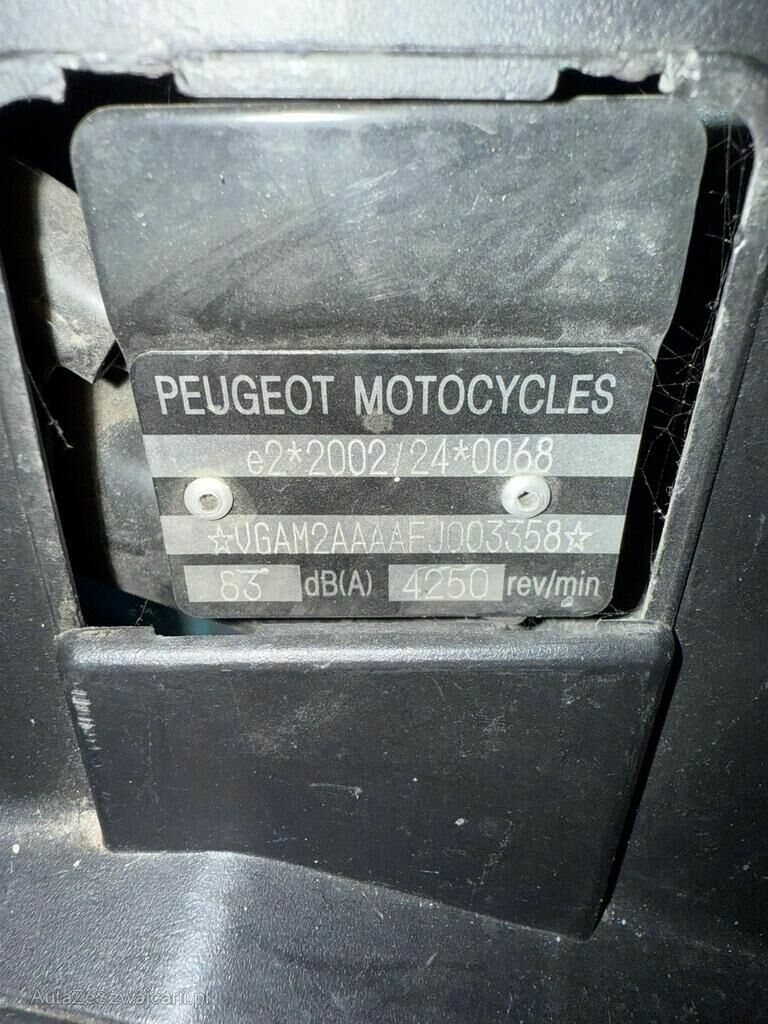 PEUGEOT MOTOCYCLES
e2*2002/24*0068
☆VGAM2AAAAFJ003358☆
83 dB(A) 4250 rev/min
AutaZeSzwajcarii.pl